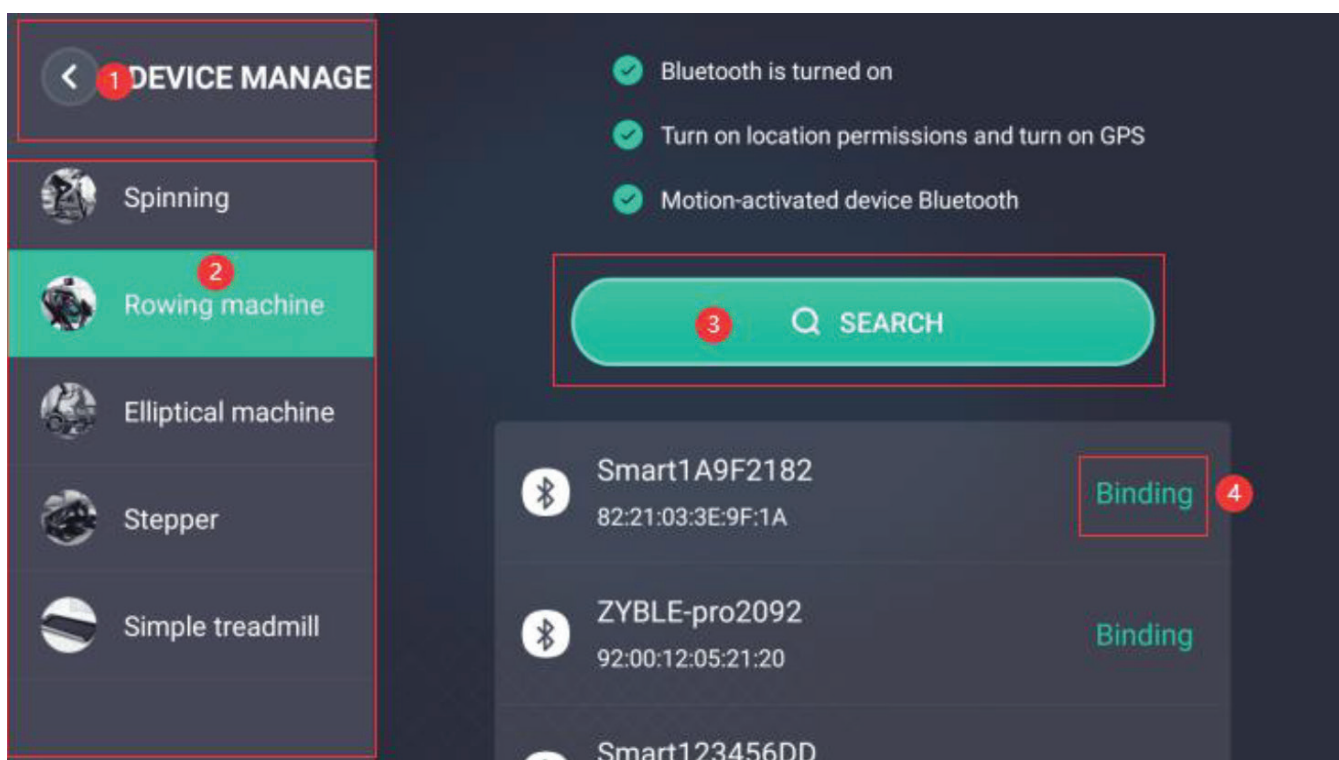 1 DEVICE MANAGE
Spinning
2
Rowing machine
Elliptical machine
Stepper
Simple treadmill
Bluetooth is turned on
Turn on location permissions and turn on GPS
Motion-activated device Bluetooth
3 SEARCH
Smart1A9F2182
82:21:03:3E:9F:1A
Binding 4
ZYBLE-pro2092
92:00:12:05:21:20
Binding
Smart123456DD